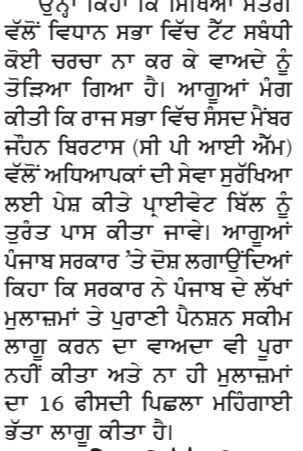 ਉਨ੍ਹਾਂ ਕਿਹਾ ਕਿ ਸਿੱਖਿਆ ਮੰਤਰੀ
ਵੱਲੋਂ ਵਿਧਾਨ ਸਭਾ ਵਿੱਚ ਟੈੱਟ ਸਬੰਧੀ
ਕੋਈ ਚਰਚਾ ਨਾ ਕਰ ਕੇ ਵਾਅਦੇ ਨੂੰ
ਤੋੜਿਆ ਗਿਆ ਹੈ। ਆਗੂਆਂ ਮੰਗ
ਕੀਤੀ ਕਿ ਰਾਜ ਸਭਾ ਵਿੱਚ ਸੰਸਦ ਮੈਂਬਰ
ਜੌਹਨ ਬਿਰਟਾਸ (ਸੀ ਪੀ ਆਈ ਐੱਮ)
ਵੱਲੋਂ ਅਧਿਆਪਕਾਂ ਦੀ ਸੇਵਾ ਸੁਰੱਖਿਆ
ਲਈ ਪੇਸ਼ ਕੀਤੇ ਪ੍ਰਾਈਵੇਟ ਬਿੱਲ ਨੂੰ
ਤੁਰੰਤ ਪਾਸ ਕੀਤਾ ਜਾਵੇ। ਆਗੂਆਂ
ਪੰਜਾਬ ਸਰਕਾਰ ’ਤੇ ਦੋਸ਼ ਲਗਾਉਂਦਿਆਂ
ਕਿਹਾ ਕਿ ਸਰਕਾਰ ਨੇ ਪੰਜਾਬ ਦੇ ਲੱਖਾਂ
ਮੁਲਾਜ਼ਮਾਂ ਤੇ ਪੁਰਾਣੀ ਪੈਨਸ਼ਨ ਸਕੀਮ
ਲਾਗੂ ਕਰਨ ਦਾ ਵਾਅਦਾ ਵੀ ਪੂਰਾ
ਨਹੀਂ ਕੀਤਾ ਅਤੇ ਨਾ ਹੀ ਮੁਲਾਜ਼ਮਾਂ
ਦਾ 16 ਫੀਸਦੀ ਪਿਛਲਾ ਮਹਿੰਗਾਈ
ਭੱਤਾ ਲਾਗੂ ਕੀਤਾ ਹੈ।